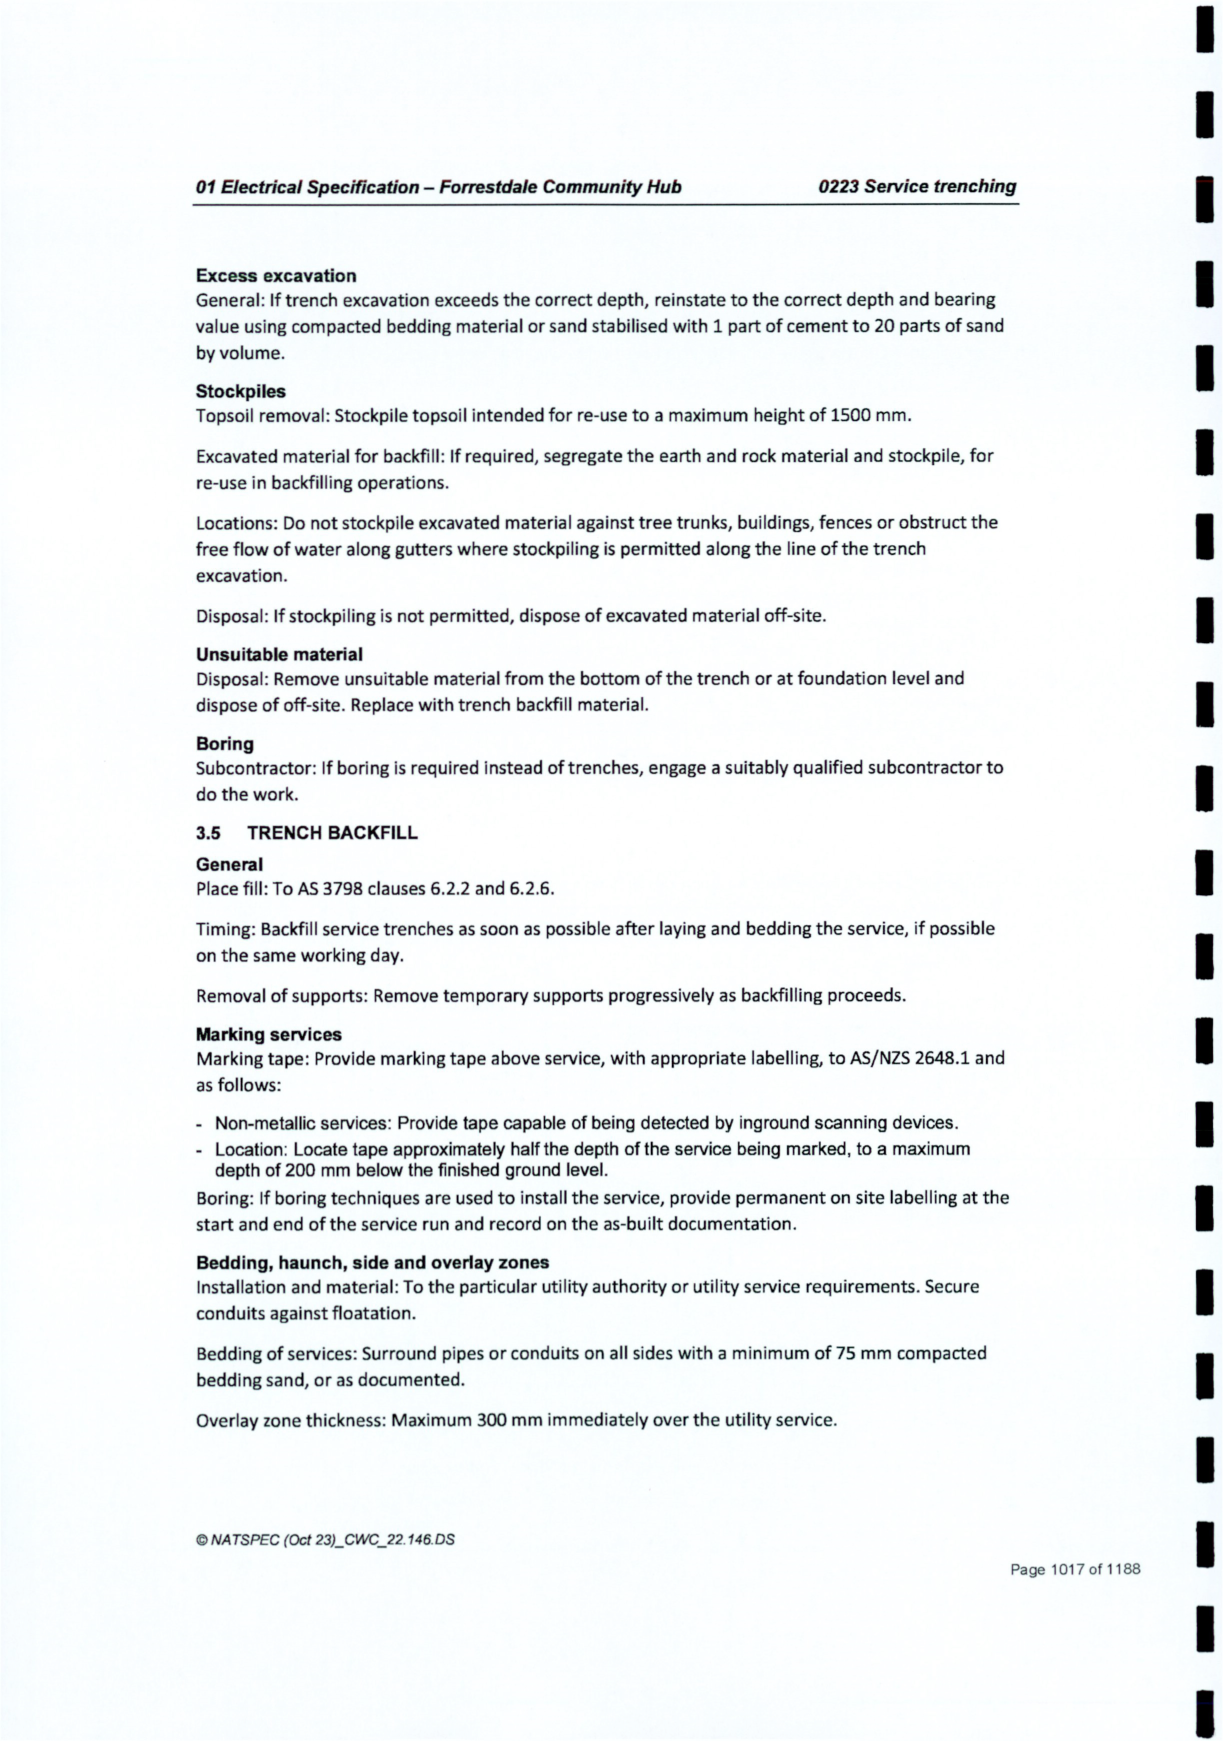 01 Electrical Specification – Forrestdale Community Hub 0223 Service trenching
Excess excavation
General: If trench excavation exceeds the correct depth, reinstate to the correct depth and bearing
value using compacted bedding material or sand stabilised with 1 part of cement to 20 parts of sand
by volume.
Stockpiles
Topsoil removal: Stockpile topsoil intended for re-use to a maximum height of 1500 mm.
Excavated material for backfill: If required, segregate the earth and rock material and stockpile, for
re-use in backfilling operations.
Locations: Do not stockpile excavated material against tree trunks, buildings, fences or obstruct the
free flow of water along gutters where stockpiling is permitted along the line of the trench
excavation.
Disposal: If stockpiling is not permitted, dispose of excavated material off-site.
Unsuitable material
Disposal: Remove unsuitable material from the bottom of the trench or at foundation level and
dispose of off-site. Replace with trench backfill material.
Boring
Subcontractor: If boring is required instead of trenches, engage a suitably qualified subcontractor to
do the work.
3.5 TRENCH BACKFILL
General
Place fill: To AS 3798 clauses 6.2.2 and 6.2.6.
Timing: Backfill service trenches as soon as possible after laying and bedding the service, if possible
on the same working day.
Removal of supports: Remove temporary supports progressively as backfilling proceeds.
Marking services
Marking tape: Provide marking tape above service, with appropriate labelling, to AS/NZS 2648.1 and
as follows:
- Non-metallic services: Provide tape capable of being detected by inground scanning devices.
- Location: Locate tape approximately half the depth of the service being marked, to a maximum
depth of 200 mm below the finished ground level.
Boring: If boring techniques are used to install the service, provide permanent on site labelling at the
start and end of the service run and record on the as-built documentation.
Bedding, haunch, side and overlay zones
Installation and material: To the particular utility authority or utility service requirements. Secure
conduits against floatation.
Bedding of services: Surround pipes or conduits on all sides with a minimum of 75 mm compacted
bedding sand, or as documented.
Overlay zone thickness: Maximum 300 mm immediately over the utility service.
© NATSPEC (Oct 23)_CWC_22.146.DS
Page 1017 of 1188